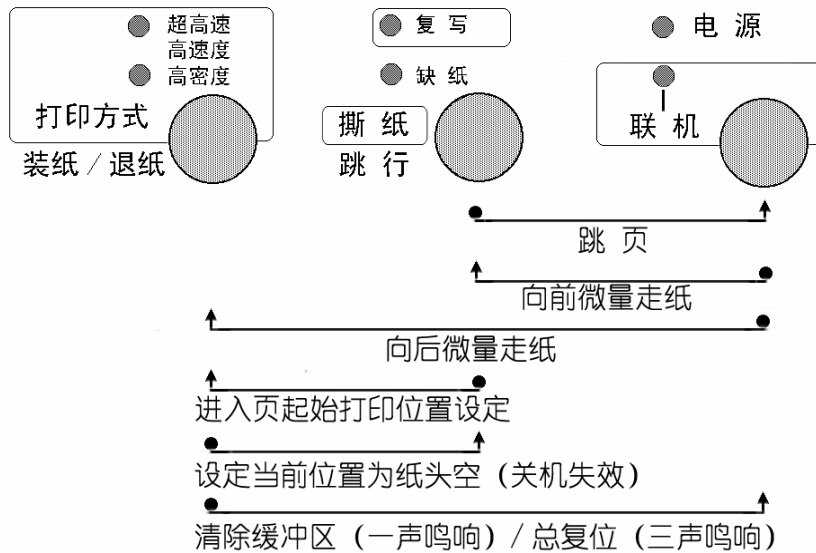 超高速
高速度
高密度
打印方式
装纸／退纸
复写
缺纸
撕纸
跳行
电源
联机
跳页
向前微量走纸
向后微量走纸
进入页起始打印位置设定
设定当前位置为纸头空（关机失效）
清除缓冲区（一声鸣响）／总复位（三声鸣响）